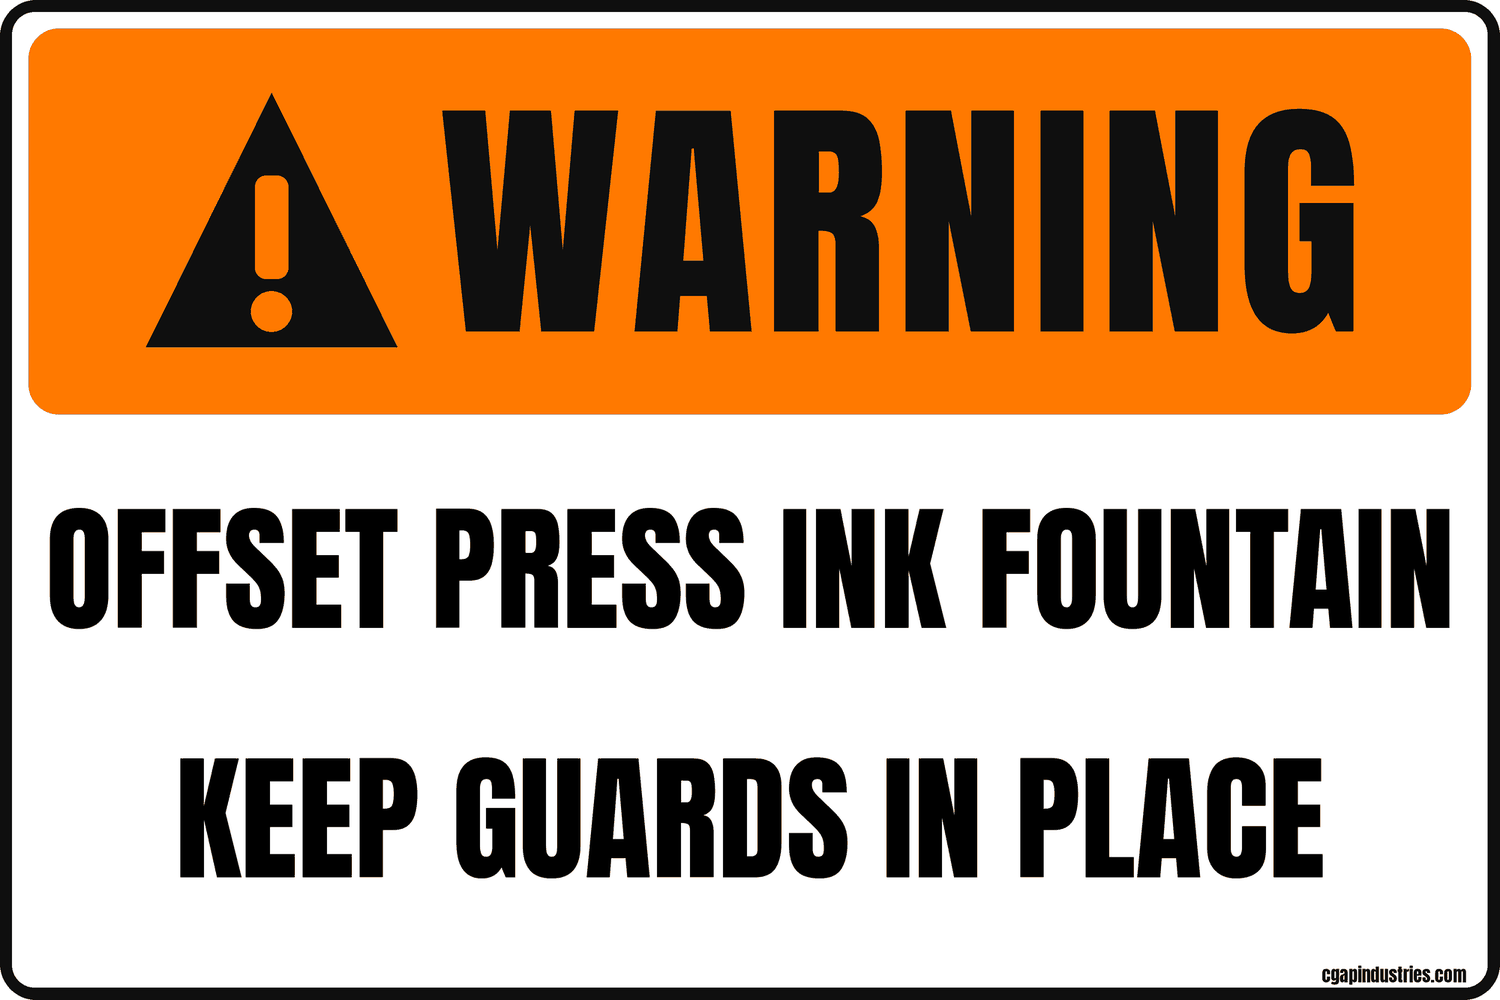 WARNING
OFFSET PRESS INK FOUNTAIN
KEEP GUARDS IN PLACE
cgapindustries.com